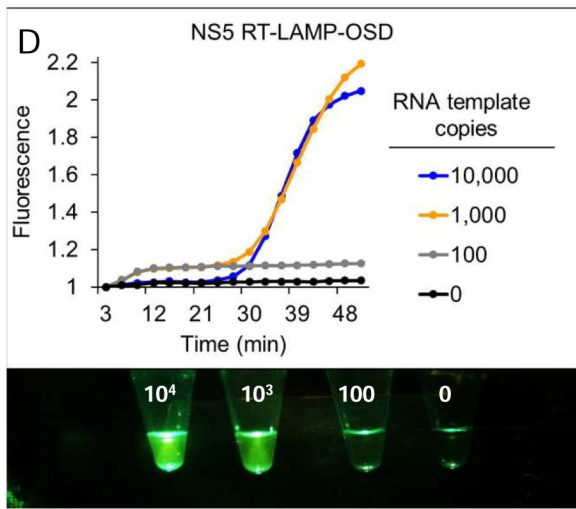 D
NS5 RT-LAMP-OSD
2.2
2
1.8
1.6
1.4
1.2
1
Fluorescence
3 12 21 30 39 48
Time (min)
RNA template
copies
10,000
1,000
100
0
10⁴ 10³ 100 0